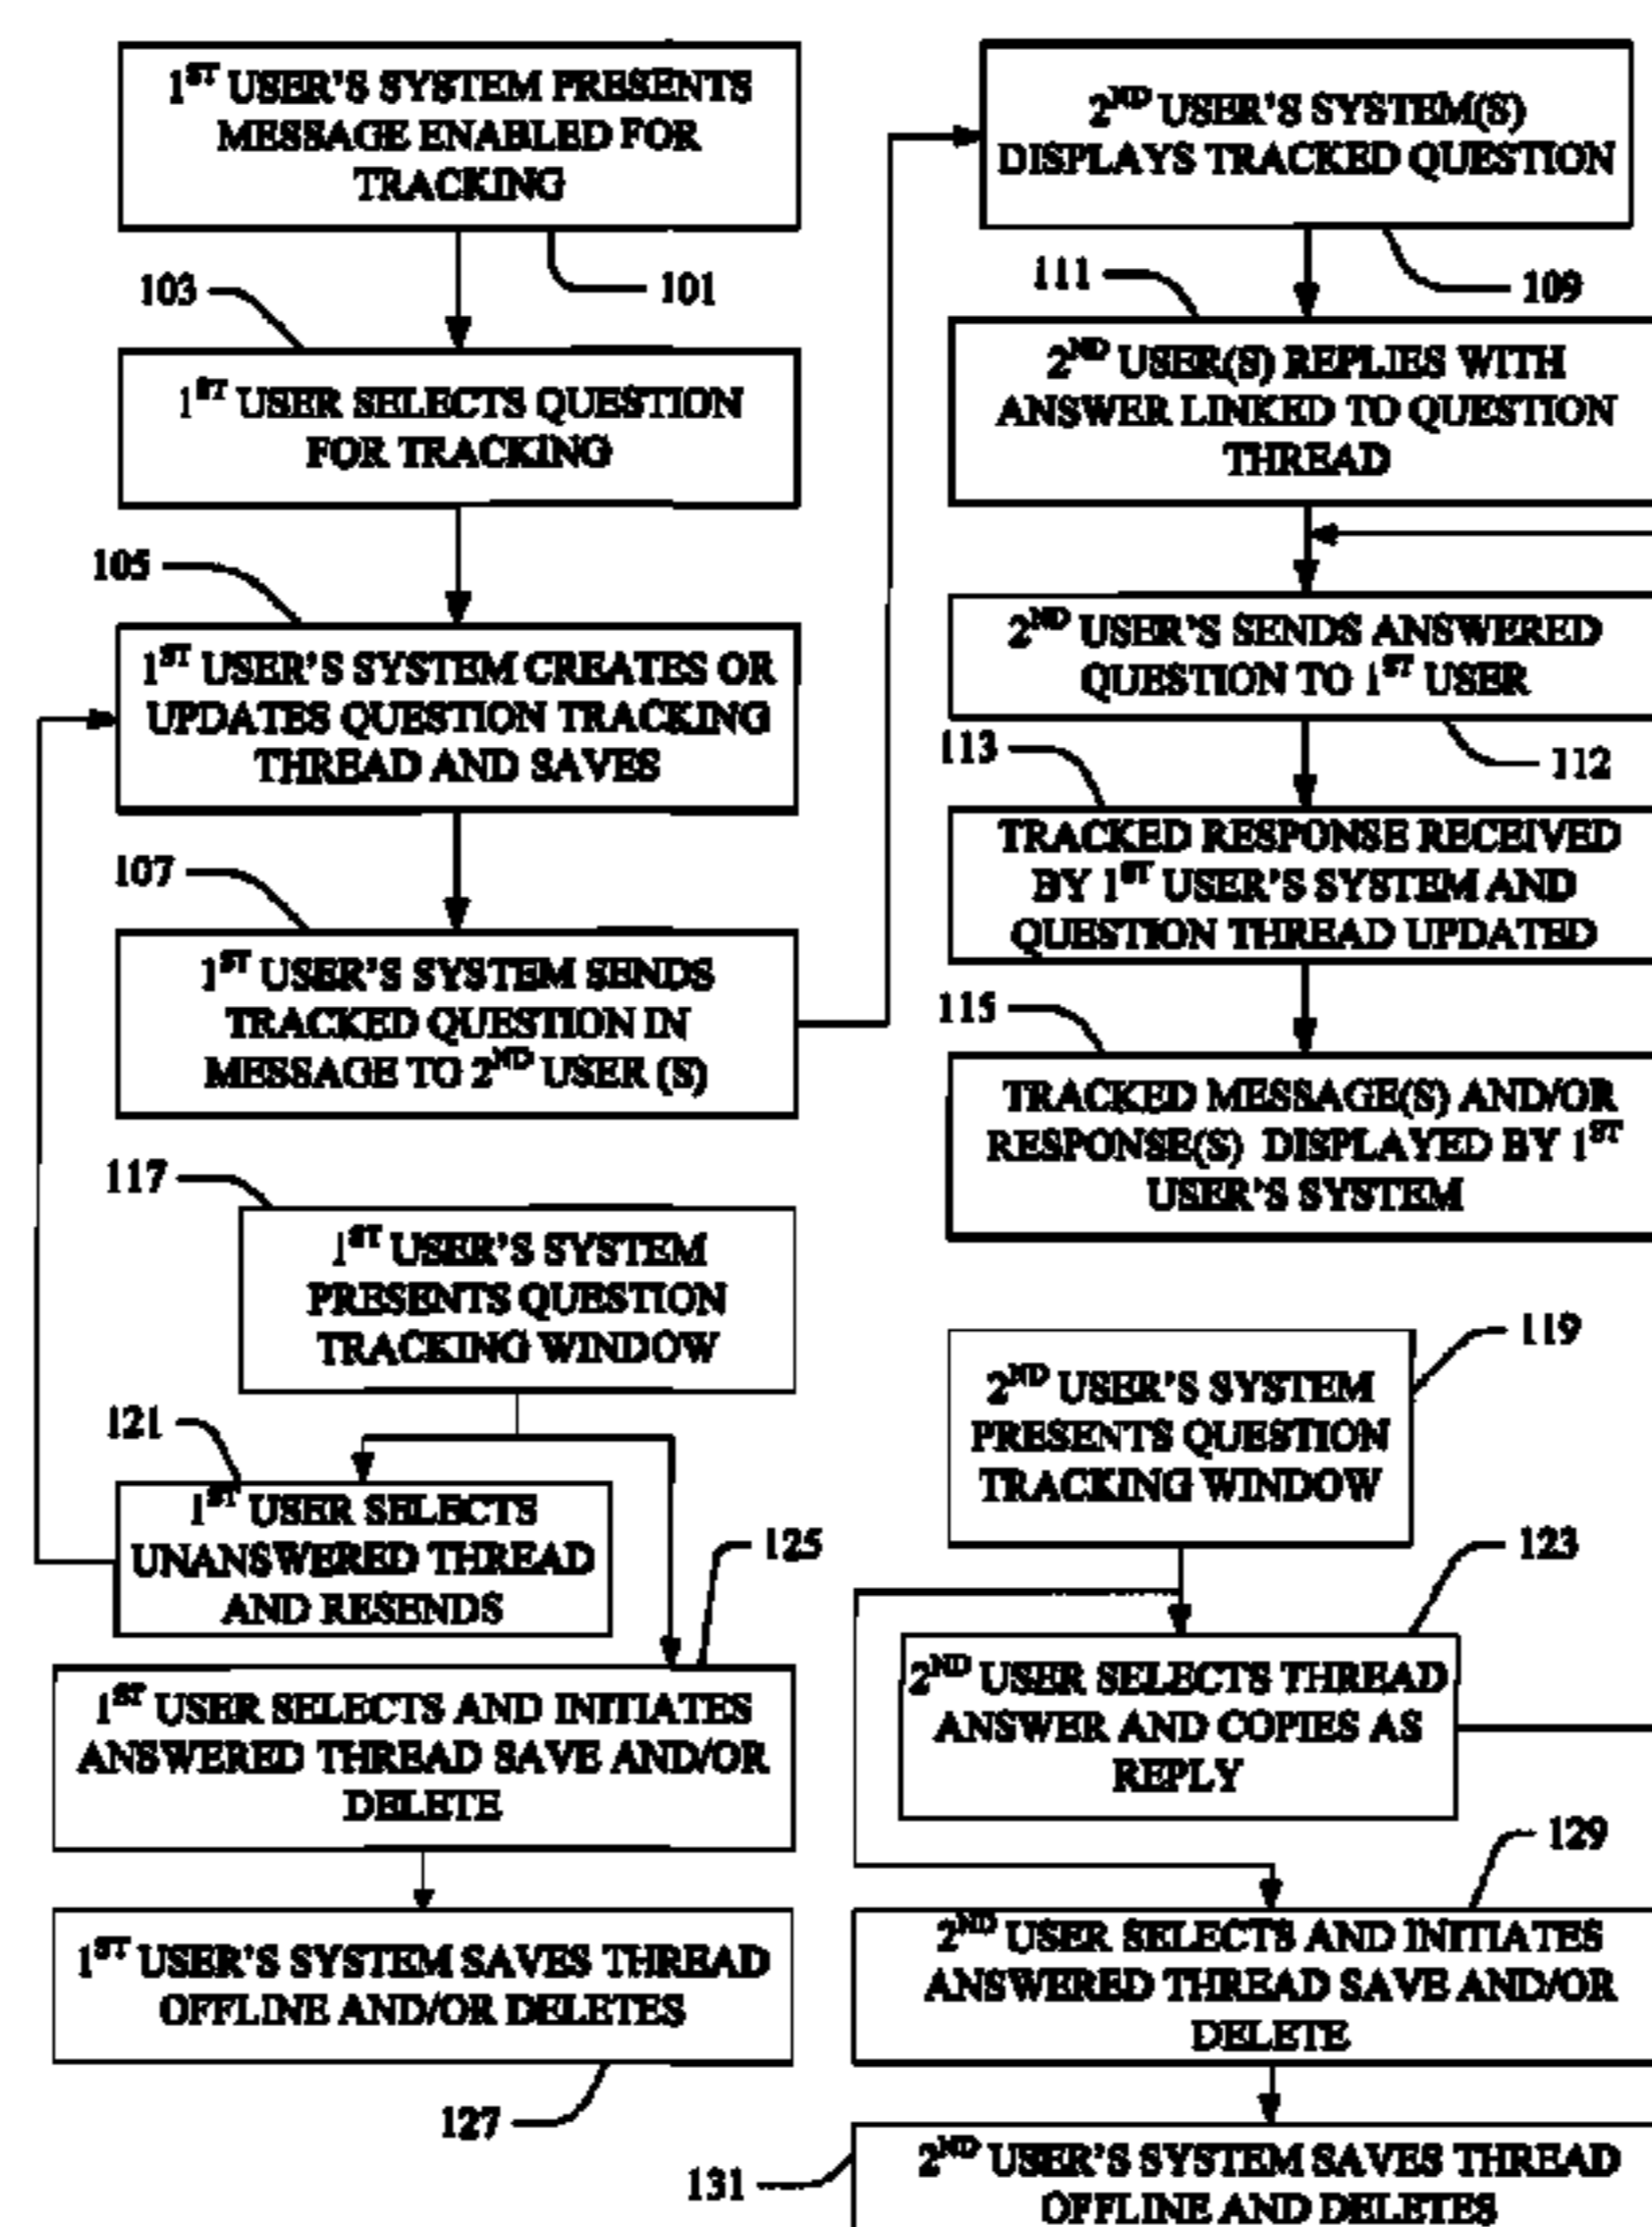 1ST USER'S SYSTEM PRESENTS
MESSAGE ENABLED FOR
TRACKING
101
103
1ST USER SELECTS QUESTION
FOR TRACKING
105
1ST USER'S SYSTEM CREATES OR
UPDATES QUESTION TRACKING
THREAD AND SAVES
107
1ST USER'S SYSTEM SENDS
TRACKED QUESTION IN
MESSAGE TO 2ND USER (S)
117
1ST USER'S SYSTEM
PRESENTS QUESTION
TRACKING WINDOW
121
1ST USER SELECTS
UNANSWERED THREAD
AND RESENDS
125
1ST USER SELECTS AND INITIATES
ANSWERED THREAD SAVE AND/OR
DELETE
1ST USER'S SYSTEM SAVES THREAD
OFFLINE AND/OR DELETES
127
2ND USER'S SYSTEM(S)
DISPLAYS TRACKED QUESTION
109
111
2ND USER(S) REPLIES WITH
ANSWER LINKED TO QUESTION
THREAD
2ND USER'S SENDS ANSWERED
QUESTION TO 1ST USER
112
113
TRACKED RESPONSE RECEIVED
BY 1ST USER'S SYSTEM AND
QUESTION THREAD UPDATED
115
TRACKED MESSAGE(S) AND/OR
RESPONSE(S) DISPLAYED BY 1ST
USER'S SYSTEM
119
2ND USER'S SYSTEM
PRESENTS QUESTION
TRACKING WINDOW
123
2ND USER SELECTS THREAD
ANSWER AND COPIES AS
REPLY
129
2ND USER SELECTS AND INITIATES
ANSWERED THREAD SAVE AND/OR
DELETE
131
2ND USER'S SYSTEM SAVES THREAD
OFFLINE AND DELETES